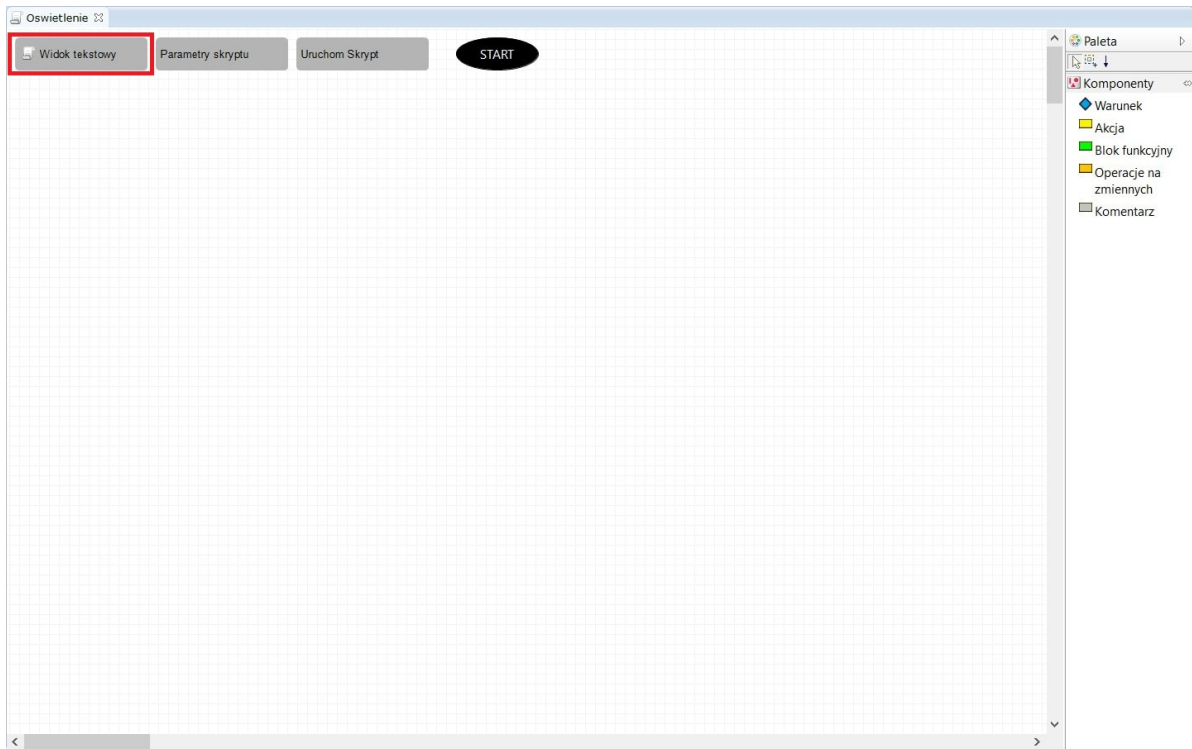 Oswietlenie
Widok tekstowy
Parametry skryptu
Uruchom Skrypt
START
Paleta
Komponenty
Warunek
Akcja
Blok funkcyjny
Operacje na
zmiennych
Komentarz